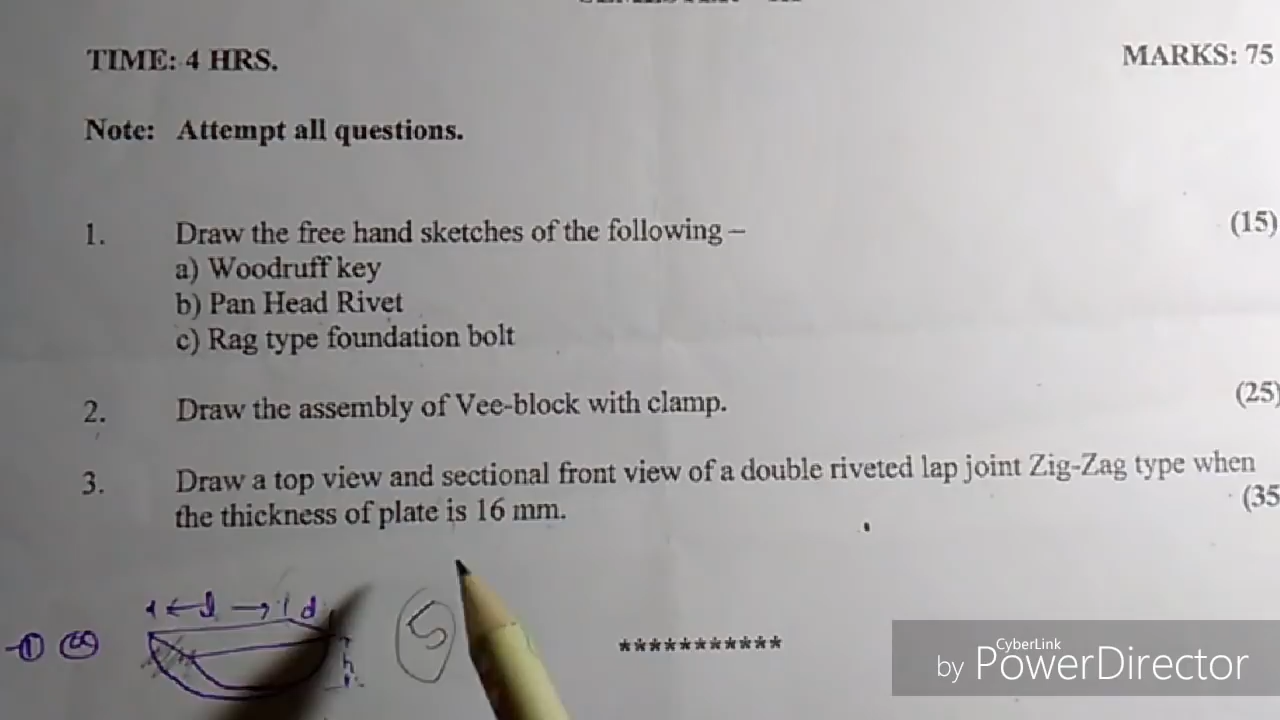 TIME: 4 HRS. MARKS: 75
Note: Attempt all questions.
1. Draw the free hand sketches of the following – (15)
a) Woodruff key
b) Pan Head Rivet
c) Rag type foundation bolt
2. Draw the assembly of Vee-block with clamp. (25)
3. Draw a top view and sectional front view of a double riveted lap joint Zig-Zag type when
the thickness of plate is 16 mm. (35
d
h
5
***********
CyberLink
by PowerDirector